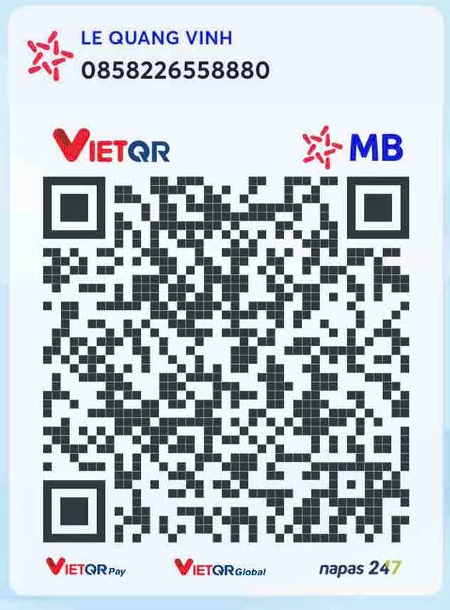 LE QUANG VINH
0858226558880
VIETQR
MB
VIETQR Pay
VIETQR Global
napas 247